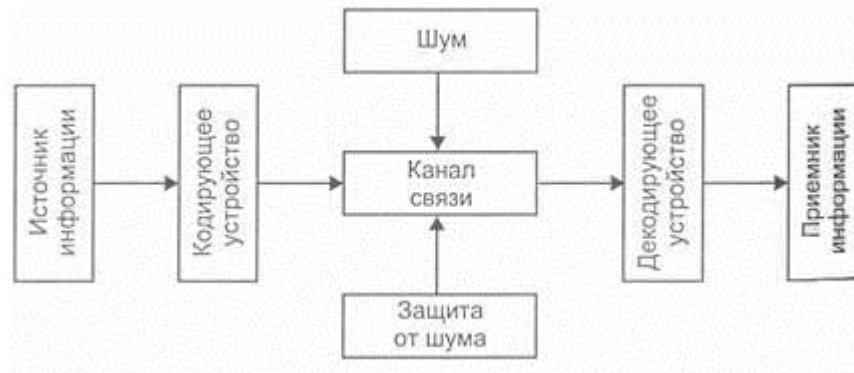 Шум
Источник
информации
Кодирующее
устройство
Канал
связи
Декодирующее
устройство
Приемник
информации
Защита
от шума